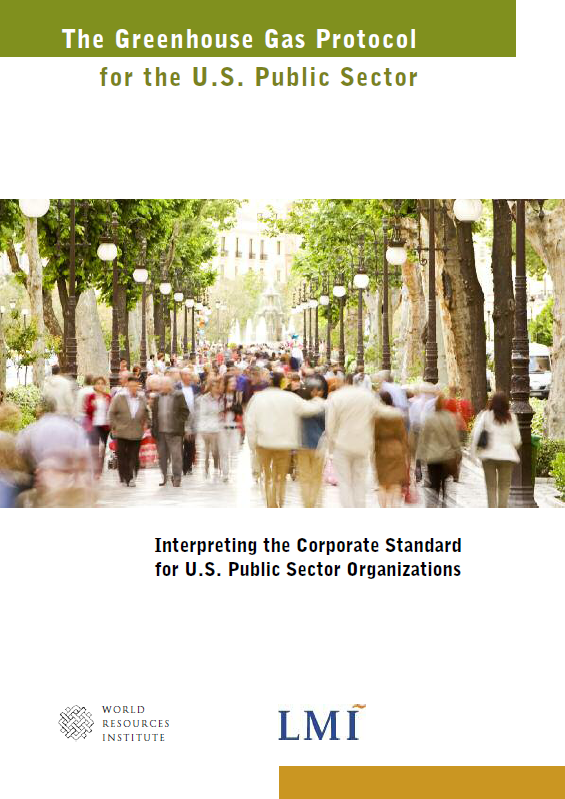 The Greenhouse Gas Protocol
for the U.S. Public Sector
Interpreting the Corporate Standard
for U.S. Public Sector Organizations
WORLD
RESOURCES
INSTITUTE
LMI